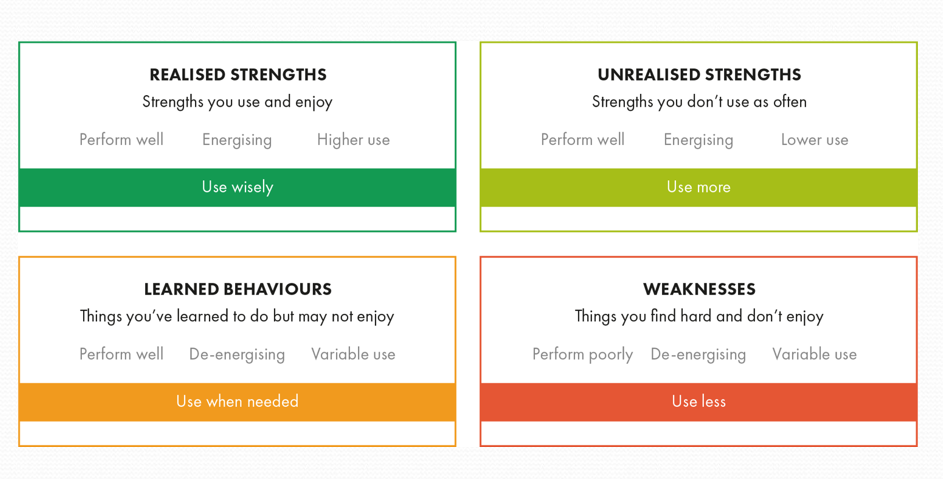 REALISED STRENGTHS
Strengths you use and enjoy
Perform well Energising Higher use
Use wisely
UNREALISED STRENGTHS
Strengths you don't use as often
Perform well Energising Lower use
Use more
LEARNED BEHAVIOURS
Things you've learned to do but may not enjoy
Perform well De-energising Variable use
Use when needed
WEAKNESSES
Things you find hard and don't enjoy
Perform poorly De-energising Variable use
Use less